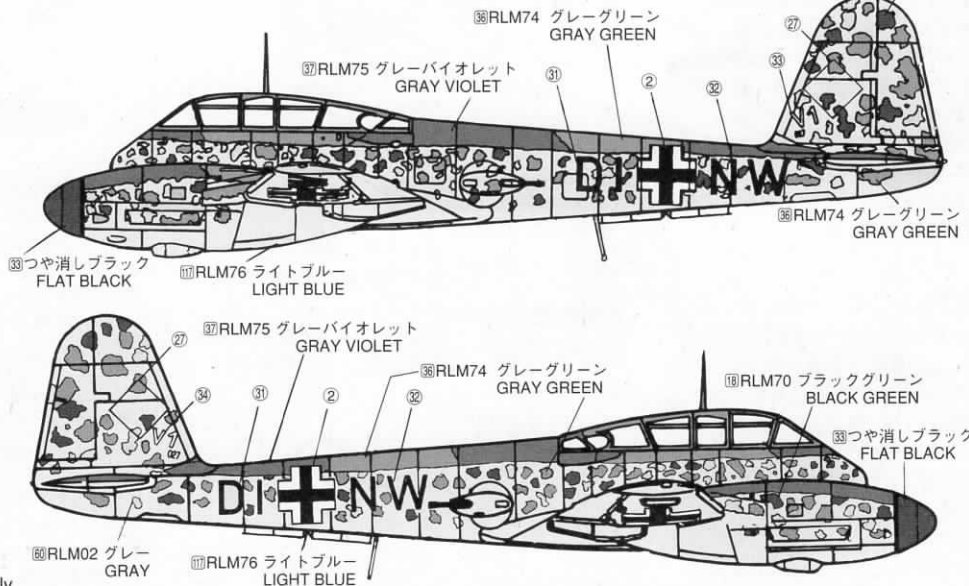 ㊱RLM74 グレーグリーン
GRAY GREEN
㊲RLM75 グレーバイオレット
GRAY VIOLET
㉛
②
㉜
㉝
㉗
DI NW
㊱RLM74 グレーグリーン
GRAY GREEN
㉝つや消しブラック
FLAT BLACK
117RLM76 ライトブルー
LIGHT BLUE
㉗
㉞
㊲RLM75 グレーバイオレット
GRAY VIOLET
㉛
②
㊱RLM74 グレーグリーン
GRAY GREEN
㉜
⑱RLM70 ブラックグリーン
BLACK GREEN
㉝つや消しブラック
FLAT BLACK
DI NW
60RLM02 グレー
GRAY
117RLM76 ライトブルー
LIGHT BLUE